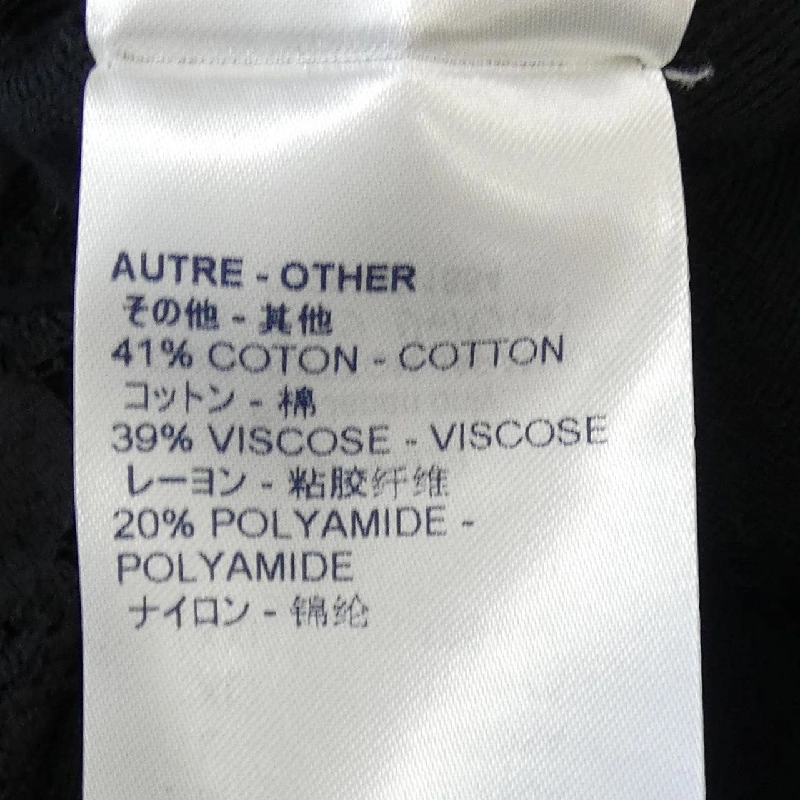 AUTRE - OTHER
その他 - 其他
41% COTON - COTTON
コットン - 棉
39% VISCOSE - VISCOSE
レーヨン - 粘胶纤维
20% POLYAMIDE -
POLYAMIDE
ナイロン - 锦纶